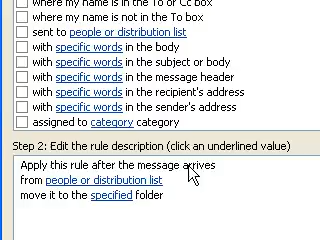 where my name is in the To or Cc box
where my name is not in the To box
sent to people or distribution list
with specific words in the body
with specific words in the subject or body
with specific words in the message header
with specific words in the recipient's address
with specific words in the sender's address
assigned to category category
Step 2: Edit the rule description (click an underlined value)
Apply this rule after the message arrives
from people or distribution list
move it to the specified folder